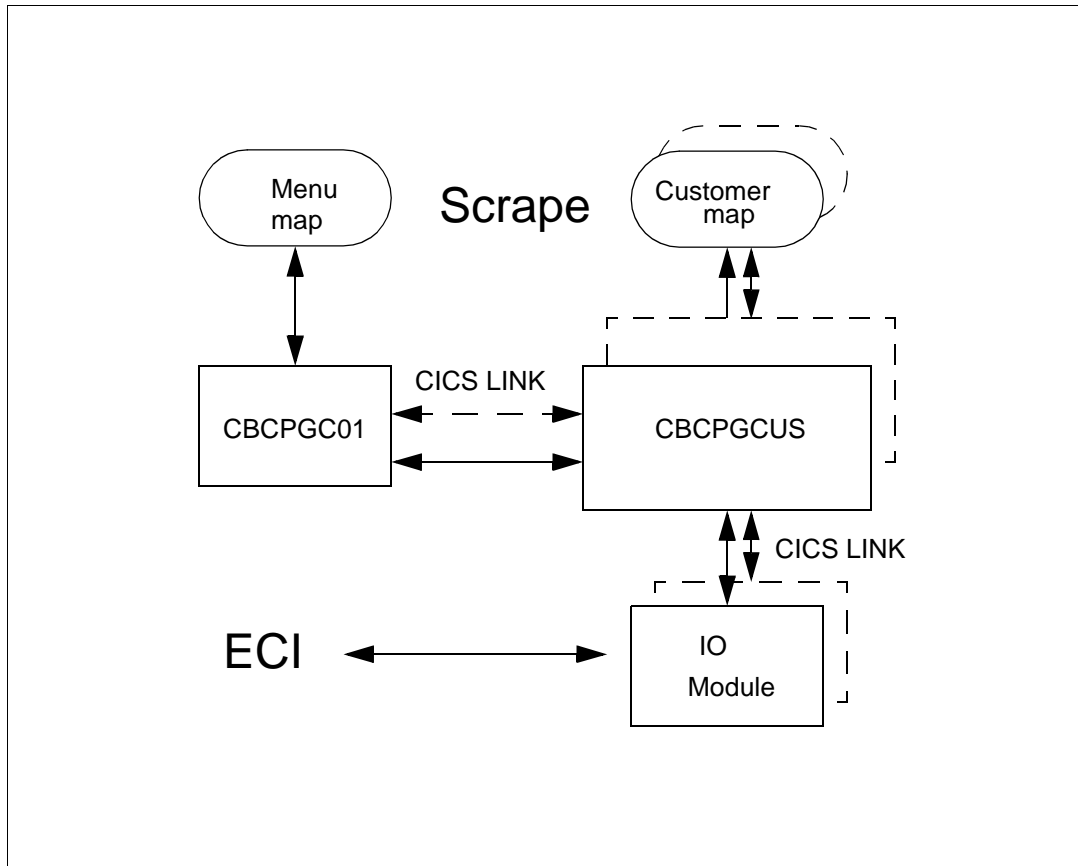 Menu
map
Scrape
Customer
map
CICS LINK
CBCPGC01
CBCPGCUS
CICS LINK
ECI
IO
Module